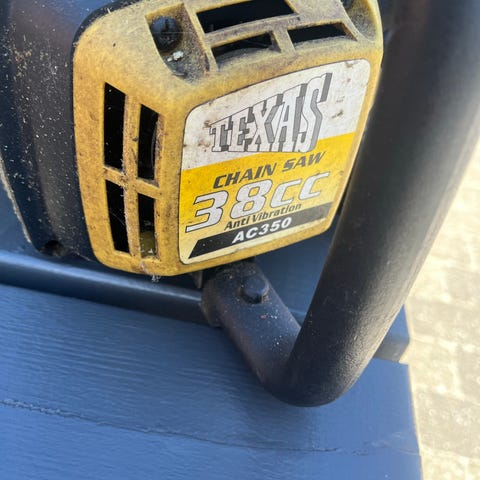 TEXAS
CHAIN SAW
38CC
Anti Vibration
AC350